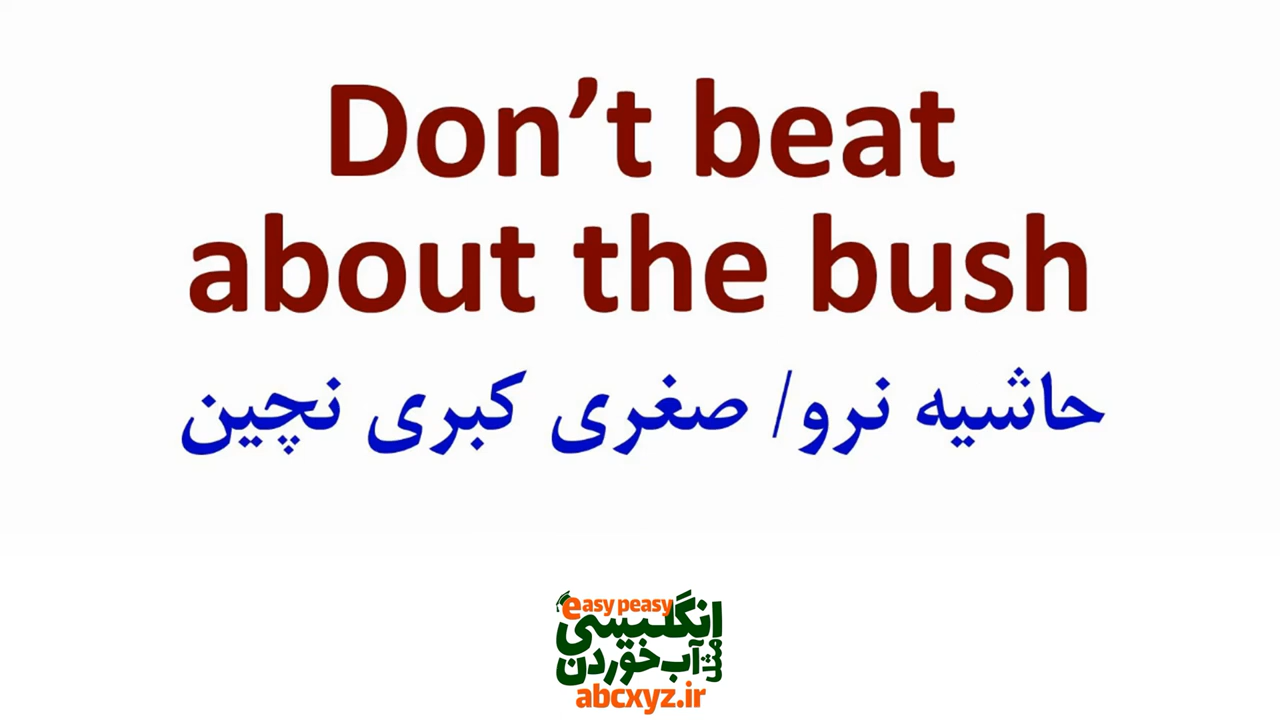 Don’t beat
about the bush
حاشیه نرو/ صغری کبری نچین
easy peasy
انگلیسی
مثل آب خوردن
abcxyz.ir